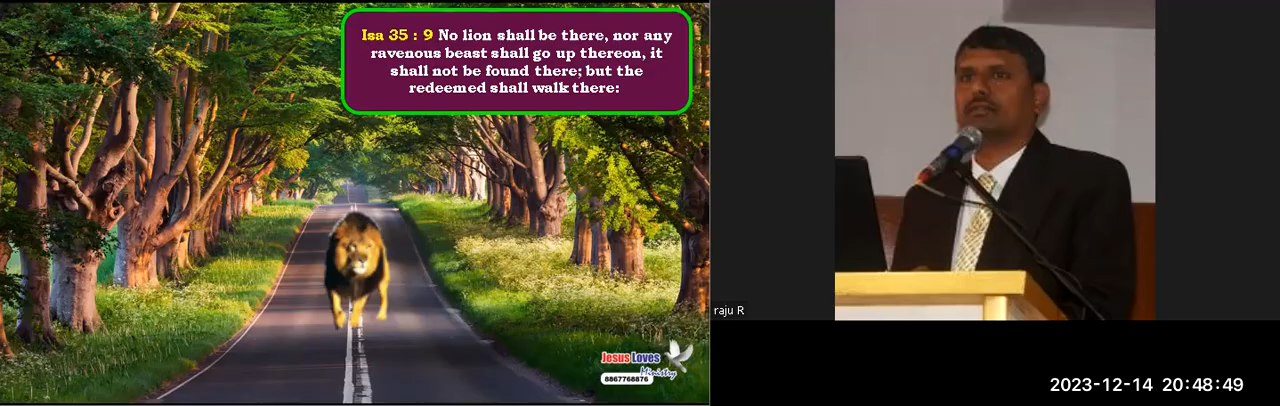 Isa 35 : 9 No lion shall be there, nor any
ravenous beast shall go up thereon, it
shall not be found there; but the
redeemed shall walk there:
Jesus Loves
Ministry
8867768876
raju R
2023-12-14 20:48:49